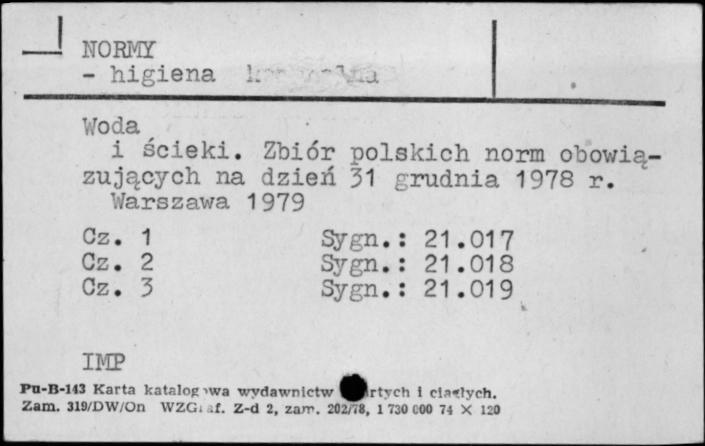 NORMY
- higiena
Woda
i ścieki. Zbiór polskich norm obowią-
zujących na dzień 31 grudnia 1978 r.
Warszawa 1979
Cz. 1 Sygn.: 21.017
Cz. 2 Sygn.: 21.018
Cz. 3 Sygn.: 21.019
IMP
Pu-B-143 Karta katalogowa wydawnictw i ciągłych.
Zam. 319/DW/On WZGraf. Z-d 2, zam. 202/78, 1 730 000 74 X 120